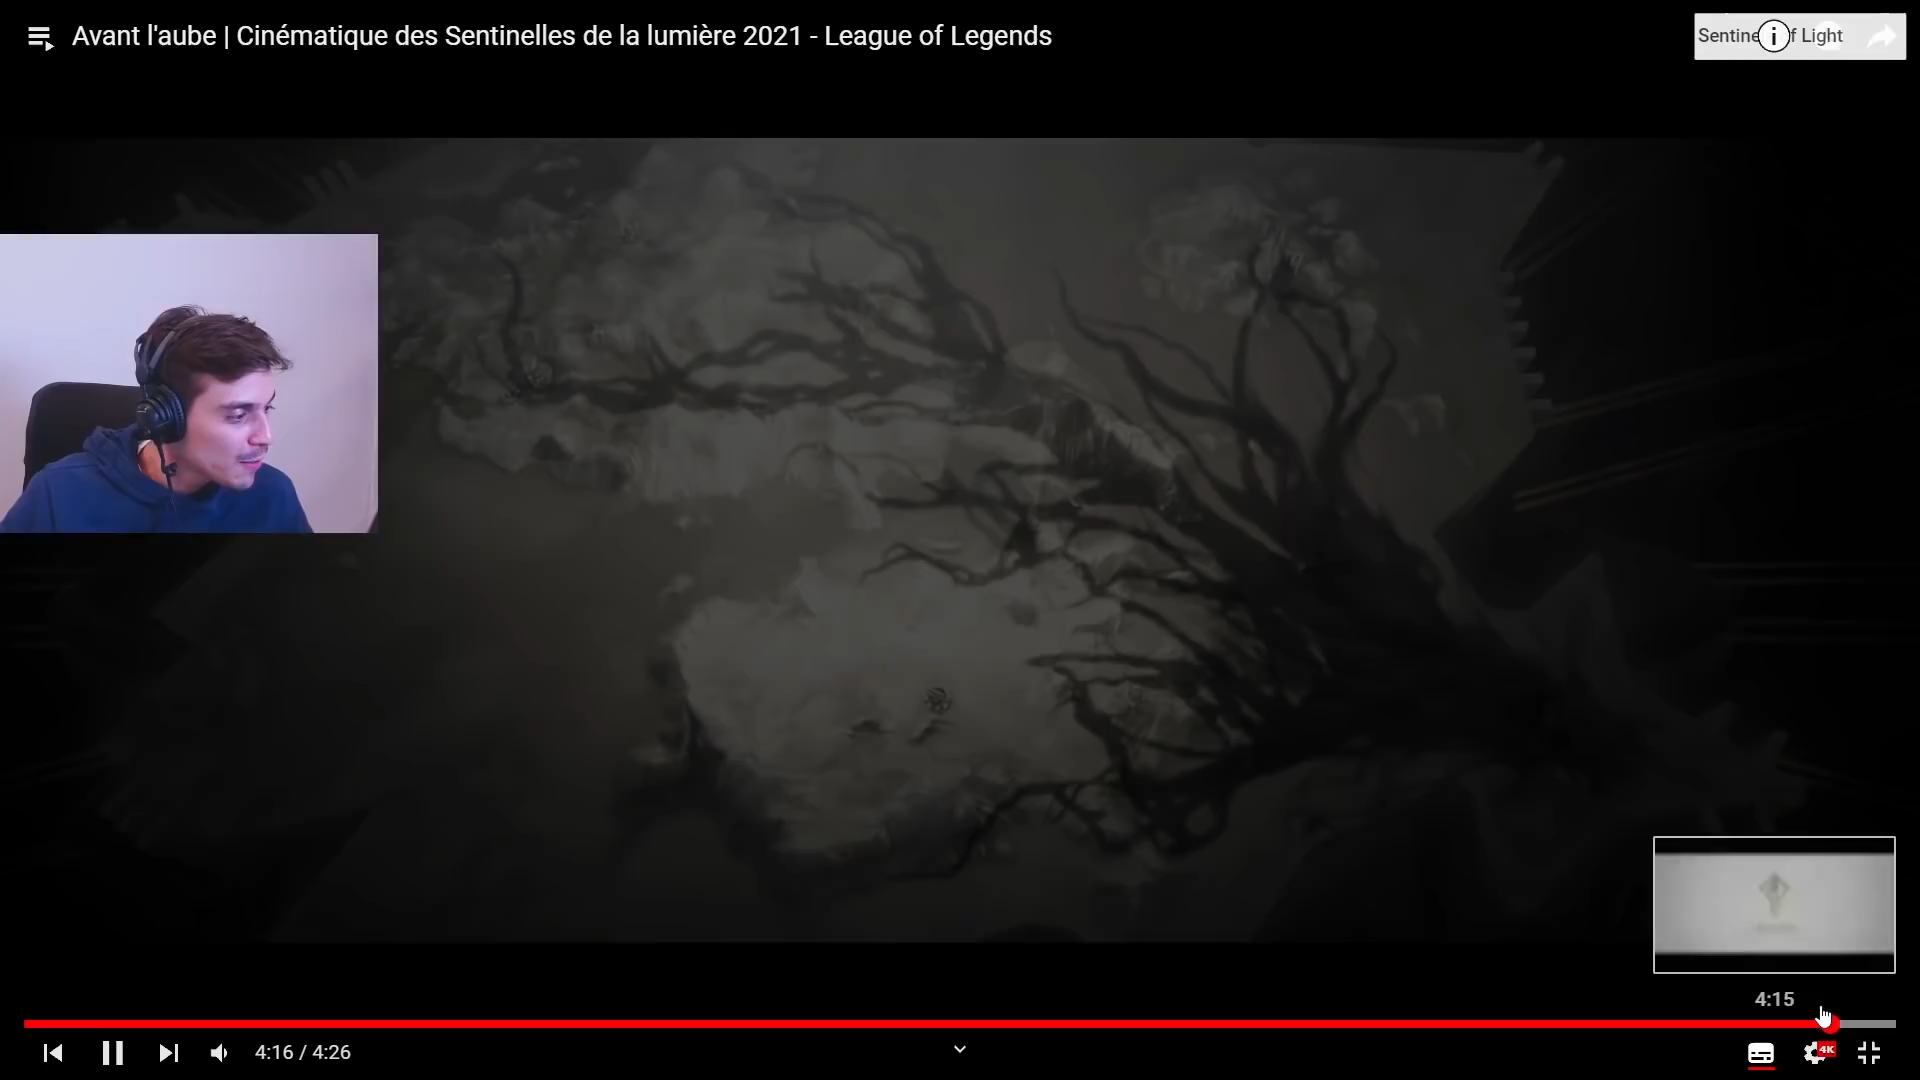 Avant l'aube | Cinématique des Sentinelles de la lumière 2021 - League of Legends
Sentine f Light
4:15
4:16 / 4:26
4K